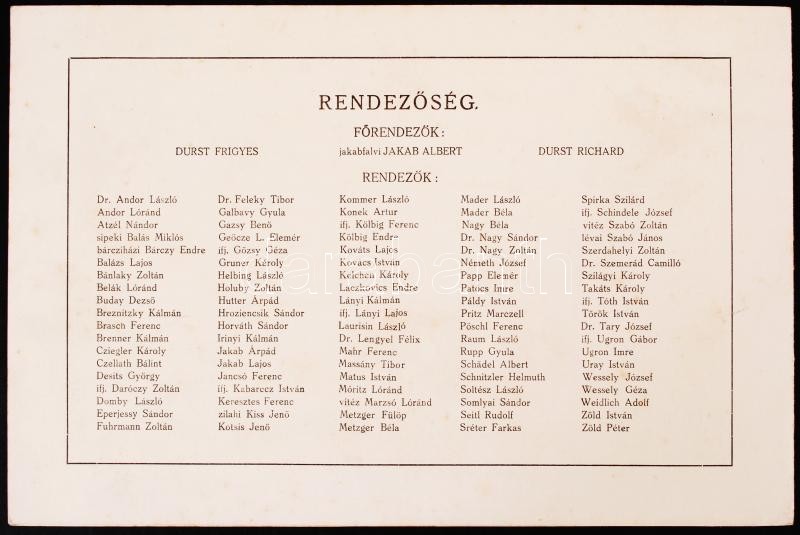 RENDEZŐSÉG.
FŐRENDEZŐK:
DURST FRIGYES jakabfalvi JAKAB ALBERT DURST RICHARD
RENDEZŐK:
Dr. Andor László
Andor Lóránd
Atzél Nándor
sipeki Balás Miklós
bárcziházi Bárczy Endre
Balázs Lajos
Bánlaky Zoltán
Belák Lóránd
Buday Dezső
Breznitzky Kálmán
Brasch Ferenc
Brenner Kálmán
Cziegler Károly
Czellath Bálint
Desits György
ifj. Daróczy Zoltán
Domby László
Eperjessy Sándor
Fuhrmann Zoltán
Dr. Feleky Tibor
Galbavy Gyula
Gazsy Benő
Geőcze L. Elemér
ifj. Gőzsy Géza
Gruner Károly
Helbing László
Holuby Zoltán
Hutter Árpád
Hroziencsik Sándor
Horváth Sándor
Irinyi Kálmán
Jakab Árpád
Jakab Lajos
Jancsó Ferenc
ifj. Kabarecz István
Keresztes Ferenc
zilahi Kiss Jenő
Kotsis Jenő
Kommer László
Konek Artur
ifj. Kölbig Ferenc
Kölbig Endre
Kováts Lajos
Kovács István
Kelchen Károly
Laczkovics Endre
Lányi Kálmán
ifj. Lányi Lajos
Laurisin László
Dr. Lengyel Félix
Mahr Ferenc
Massány Tibor
Matus István
Móritz Lóránd
vitéz Marzsó Lóránd
Metzger Fülöp
Metzger Béla
Mader László
Mader Béla
Nagy Béla
Dr. Nagy Sándor
Dr. Nagy Zoltán
Németh József
Papp Elemér
Patocs Imre
Páldy István
Pritz Marczell
Pöschl Ferenc
Raum László
Rupp Gyula
Schädel Albert
Schnitzler Helmuth
Soltész László
Somlyai Sándor
Seitl Rudolf
Sréter Farkas
Spirka Szilárd
ifj. Schindele József
vitéz Szabó Zoltán
lévai Szabó János
Szerdahelyi Zoltán
Dr. Szemerád Camilló
Szilágyi Károly
Takáts Károly
ifj. Tóth István
Török István
Dr. Tary József
ifj. Ugron Gábor
Ugron Imre
Uray István
Wessely József
Wessely Géza
Weidlich Adolf
Zöld István
Zöld Péter